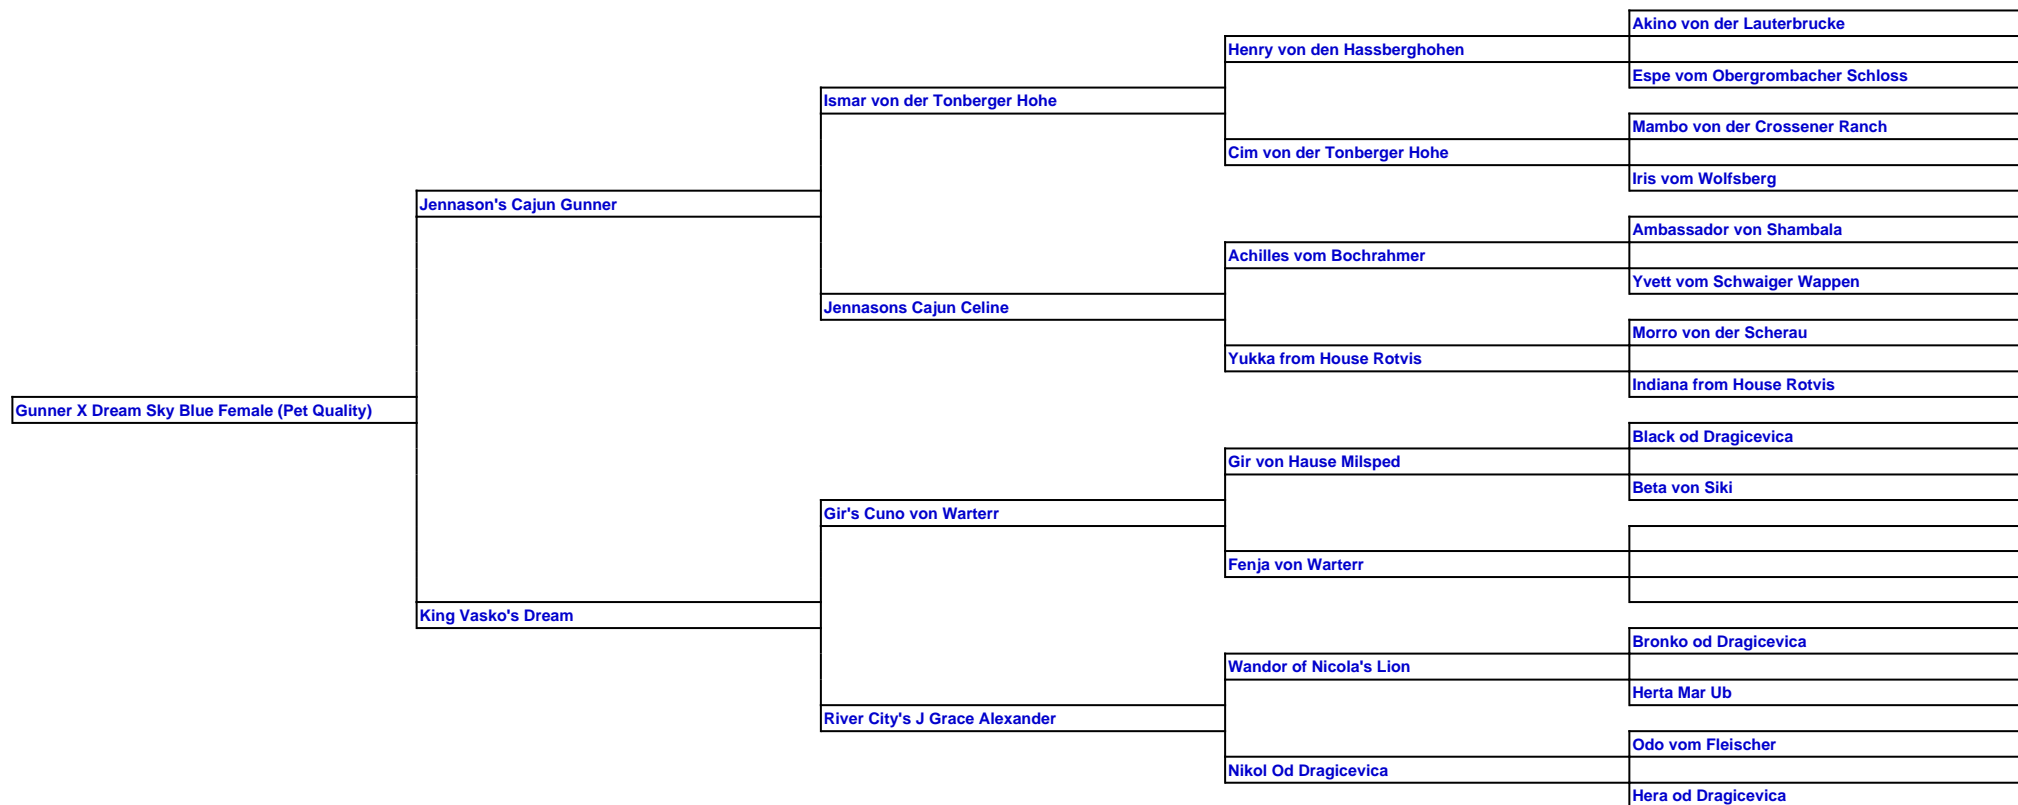 Akino von der Lauterbrucke
Henry von den Hassberghohen
Espe vom Obergrombacher Schloss
Ismar von der Tonberger Hohe
Mambo von der Crossener Ranch
Cim von der Tonberger Hohe
Iris vom Wolfsberg
Jennason's Cajun Gunner
Ambassador von Shambala
Achilles vom Bochrahmer
Yvett vom Schwaiger Wappen
Jennasons Cajun Celine
Morro von der Scherau
Yukka from House Rotvis
Indiana from House Rotvis
Gunner X Dream Sky Blue Female (Pet Quality)
Black od Dragicevica
Gir von Hause Milsped
Beta von Siki
Gir's Cuno von Warterr
Fenja von Warterr
King Vasko's Dream
Bronko od Dragicevica
Wandor of Nicola's Lion
Herta Mar Ub
River City's J Grace Alexander
Odo vom Fleischer
Nikol Od Dragicevica
Hera od Dragicevica